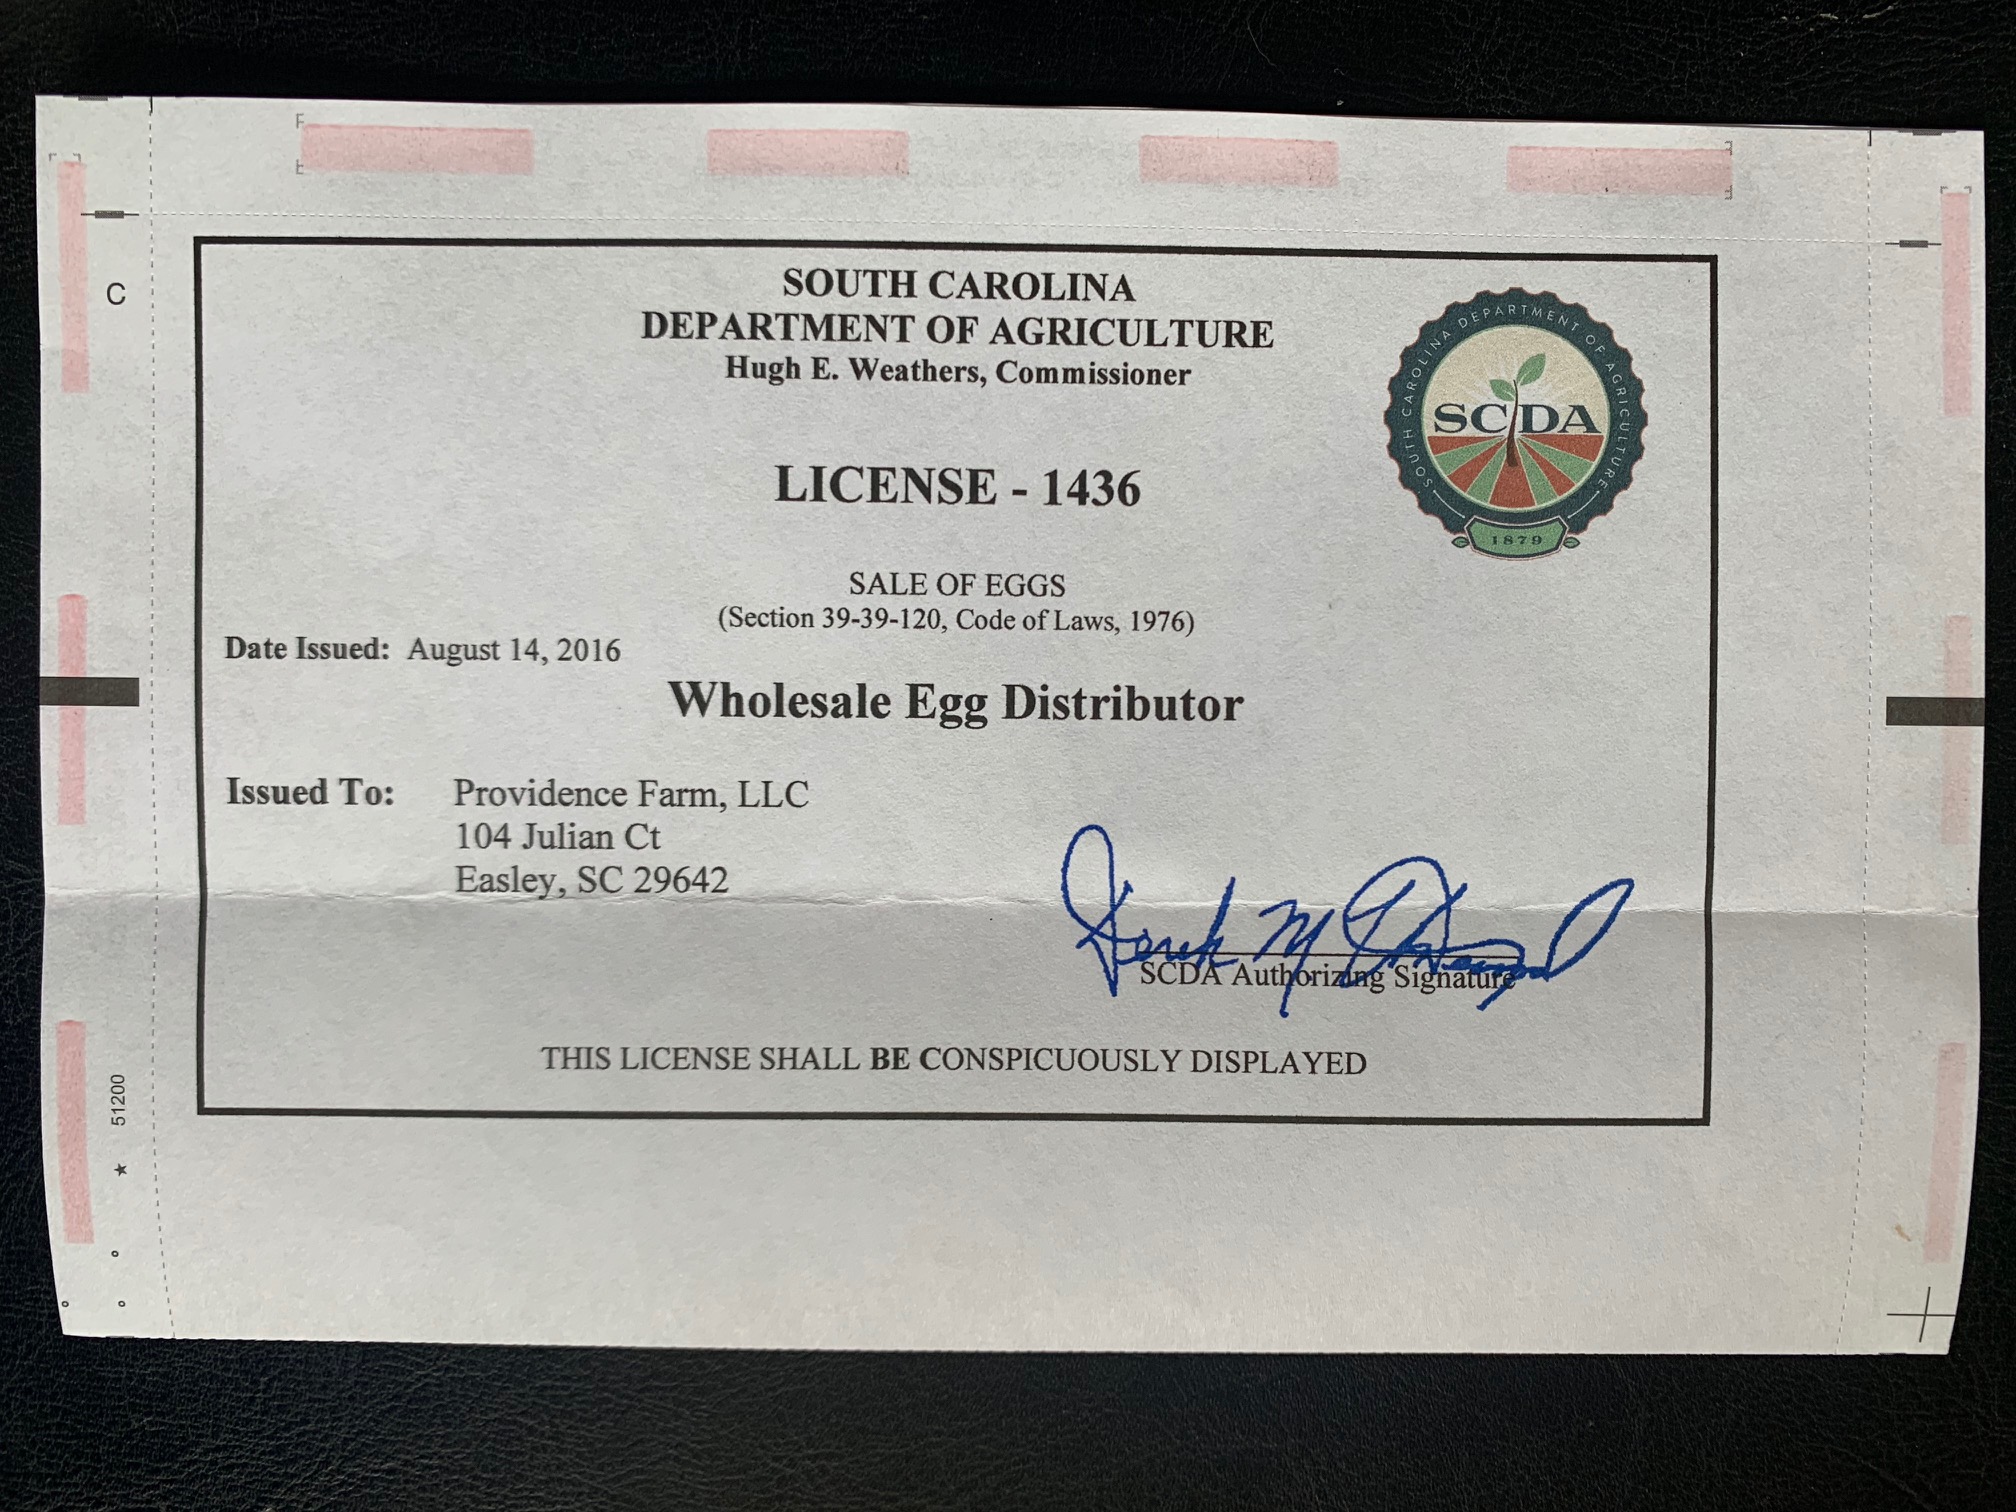 F
C
SOUTH CAROLINA
DEPARTMENT OF AGRICULTURE
Hugh E. Weathers, Commissioner
SOUTH CAROLINA DEPARTMENT OF AGRICULTURE
SCDA
1879
LICENSE - 1436
SALE OF EGGS
(Section 39-39-120, Code of Laws, 1976)
Date Issued: August 14, 2016
Wholesale Egg Distributor
Issued To: Providence Farm, LLC
104 Julian Ct
Easley, SC 29642
Derek M
SCDA Authorizing Signature
THIS LICENSE SHALL BE CONSPICUOUSLY DISPLAYED
★ 51200